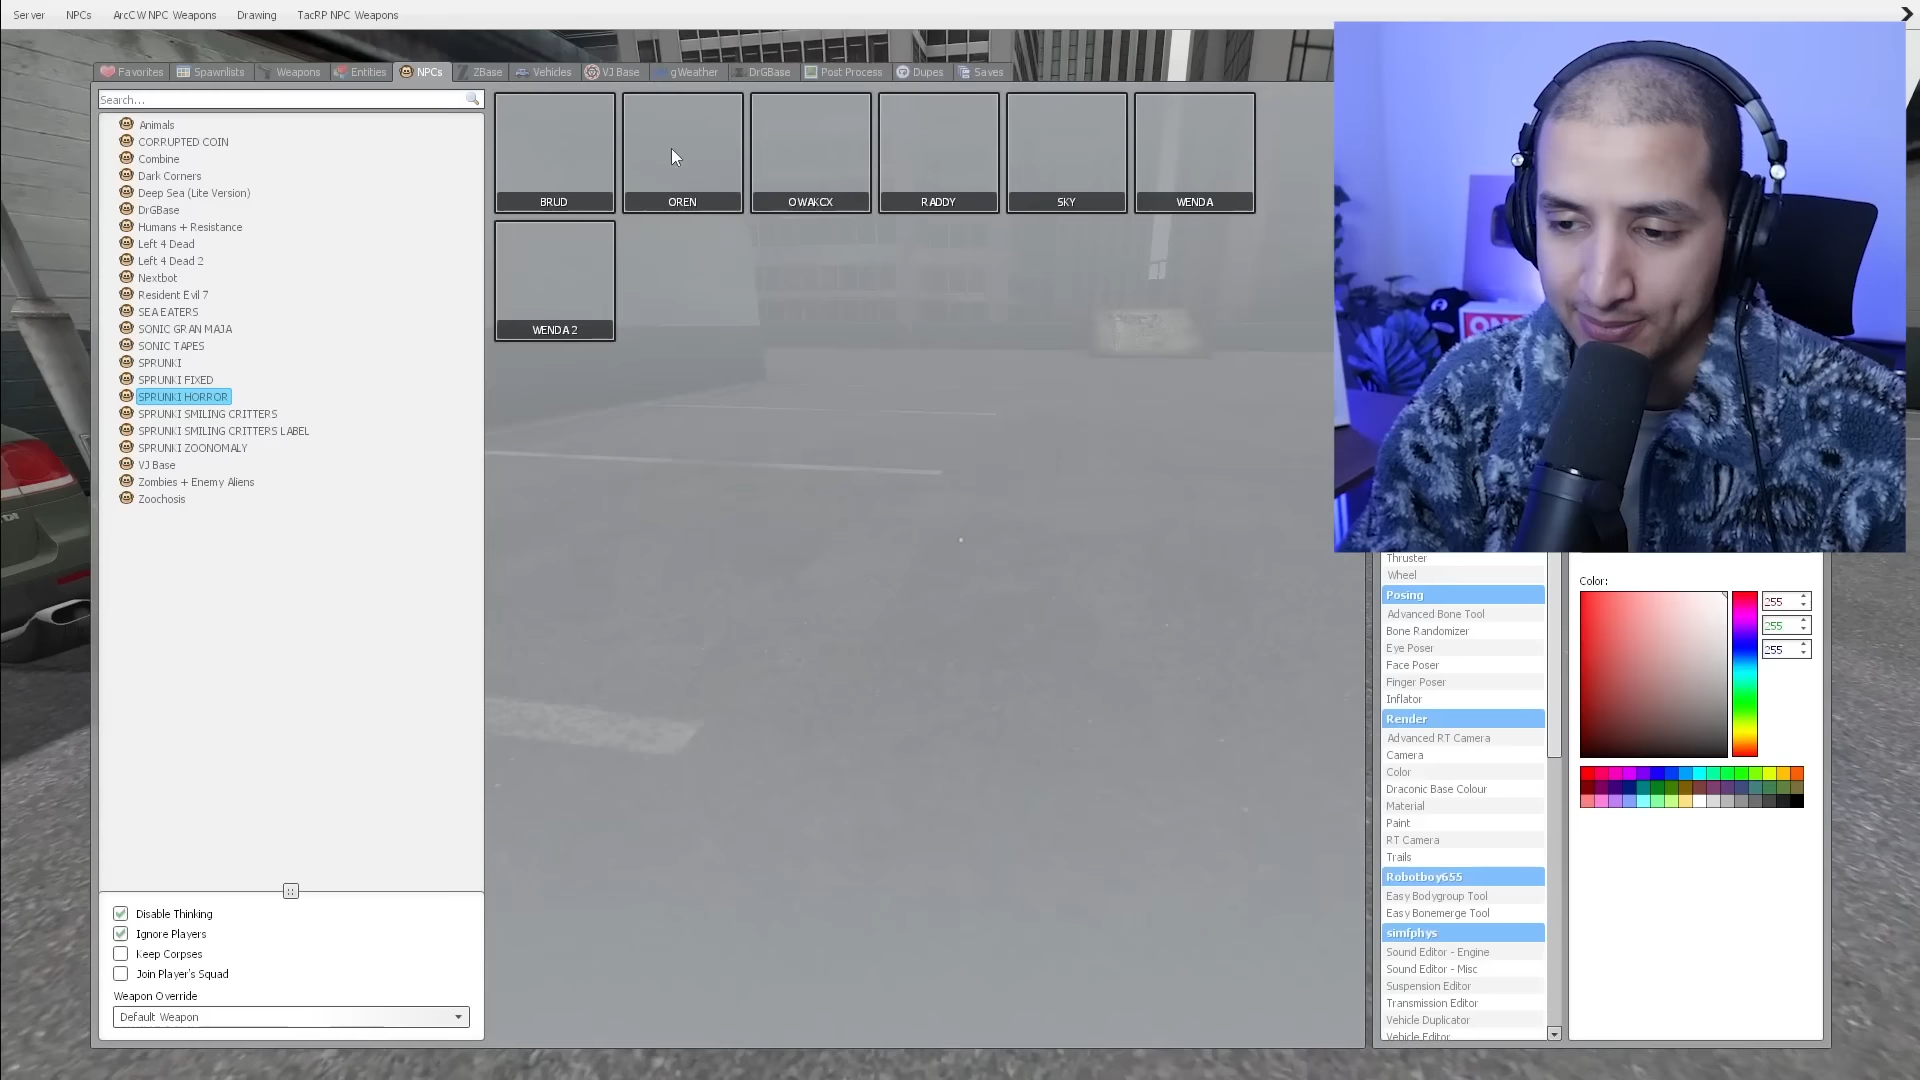 Server NPCs ArcCW NPC Weapons Drawing TacRP NPC Weapons
Favorites Spawnlists Weapons Entities NPCs ZBase Vehicles VJ Base gWeather DrGBase Post Process Dupes Saves
Search...
Animals
CORRUPTED COIN
Combine
Dark Corners
Deep Sea (Lite Version)
DrGBase
Humans + Resistance
Left 4 Dead
Left 4 Dead 2
Nextbot
Resident Evil 7
SEA EATERS
SONIC GRAN MAJA
SONIC TAPES
SPRUNKI
SPRUNKI FIXED
SPRUNKI HORROR
SPRUNKI SMILING CRITTERS
SPRUNKI SMILING CRITTERS LABEL
SPRUNKI ZOONOMALY
VJ Base
Zombies + Enemy Aliens
Zoochosis
Disable Thinking
Ignore Players
Keep Corpses
Join Player's Squad
Weapon Override
Default Weapon
BRUD OREN OWAKCX RADDY SKY WENDA
WENDA 2
Thruster
Wheel
Posing
Advanced Bone Tool
Bone Randomizer
Eye Poser
Face Poser
Finger Poser
Inflator
Render
Advanced RT Camera
Camera
Color
Draconic Base Colour
Material
Paint
RT Camera
Trails
Robotboy655
Easy Bodygroup Tool
Easy Bonemerge Tool
simfphys
Sound Editor - Engine
Sound Editor - Misc
Suspension Editor
Transmission Editor
Vehicle Duplicator
Vehicle Editor
Color:
255
255
255